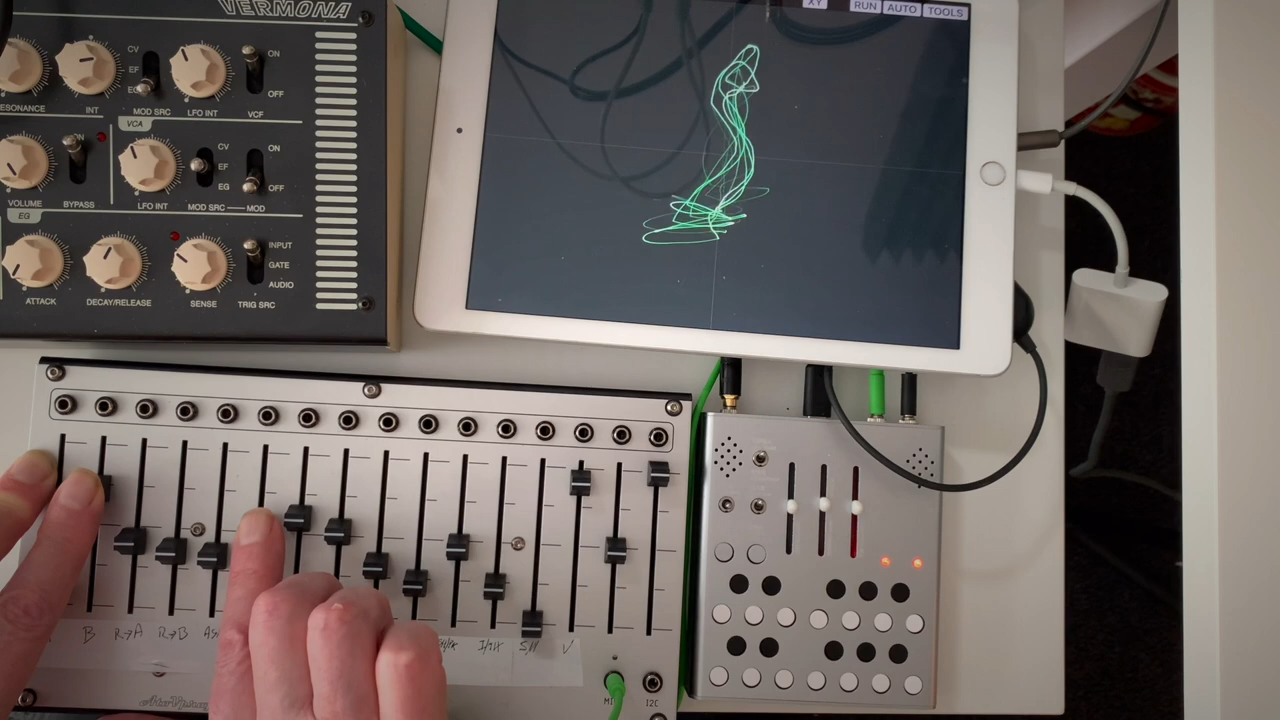 VERMONA
XY RUN AUTO TOOLS
CV
EF
ON
OFF
RESONANCE INT MOD SRC LFO INT VCF
VCA
ON
CV
EF
EG
ON
OFF
VOLUME BYPASS LFO INT MOD SRC MOD
EG
INPUT
GATE
AUDIO
ATTACK DECAY/RELEASE SENSE TRIG SRC
B R→A R→B
V
I2C